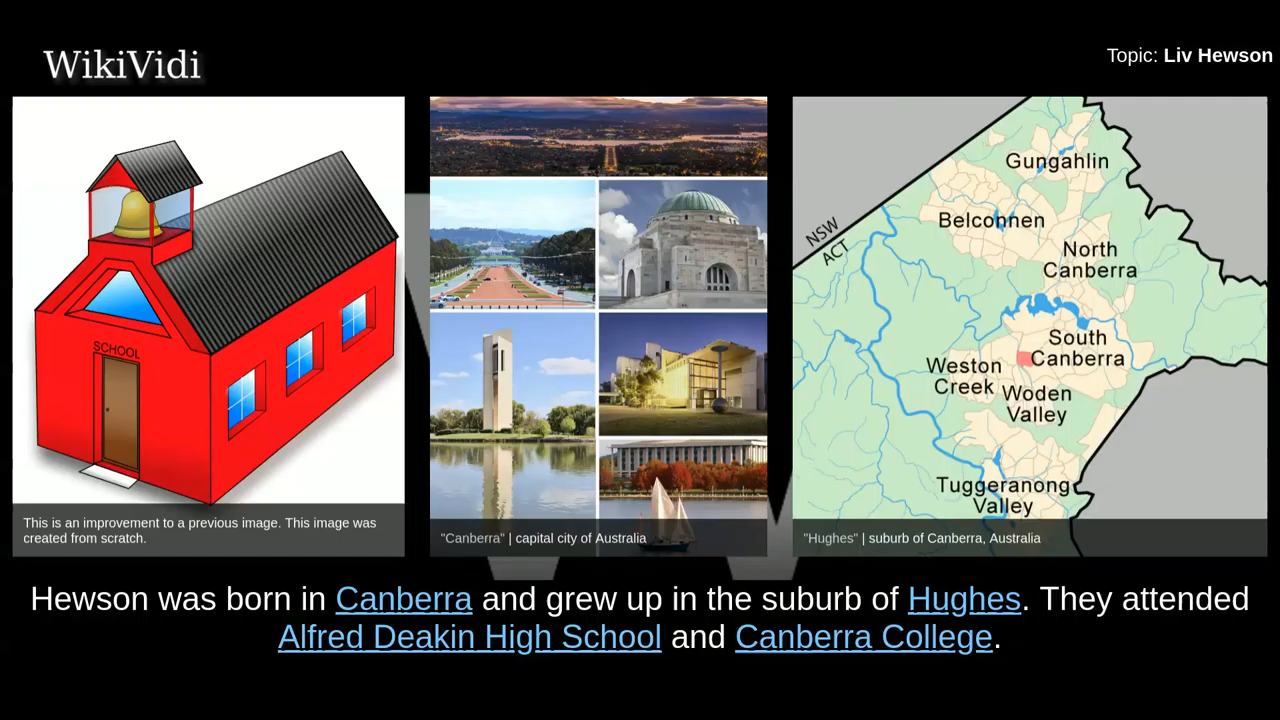 WikiVidi
Topic: Liv Hewson
SCHOOL
This is an improvement to a previous image. This image was
created from scratch.
"Canberra" | capital city of Australia
NSW
ACT
Gungahlin
Belconnen
North
Canberra
South
Canberra
Weston
Creek
Woden
Valley
Tuggeranong
Valley
"Hughes" | suburb of Canberra, Australia
Hewson was born in Canberra and grew up in the suburb of Hughes. They attended
Alfred Deakin High School and Canberra College.